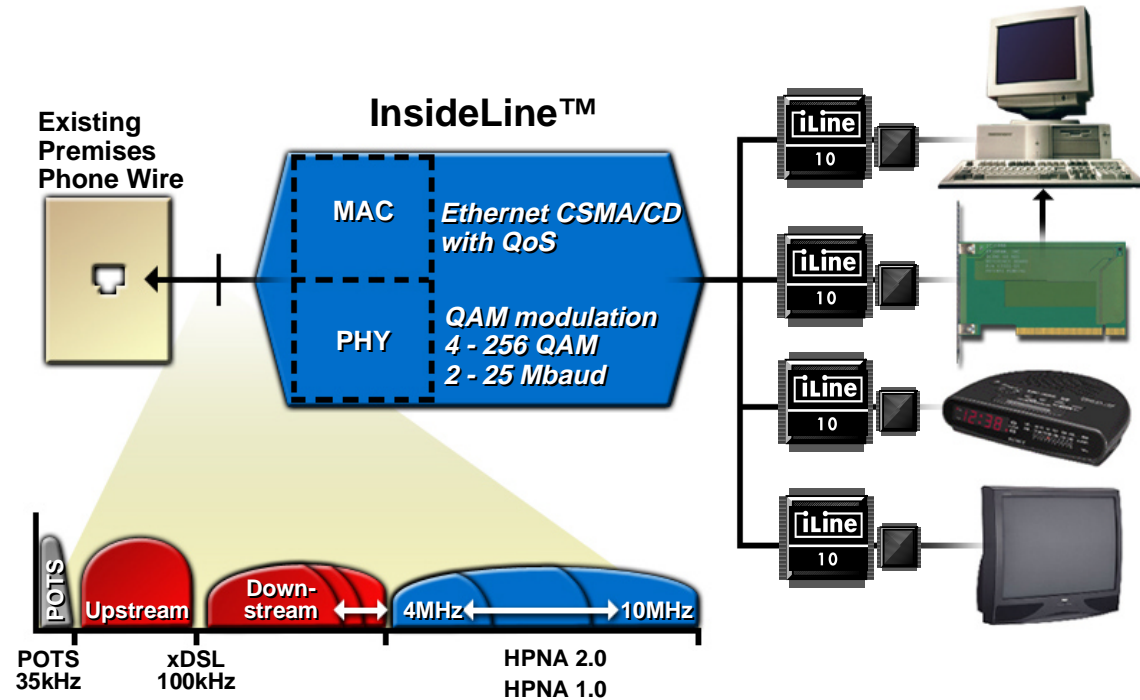 InsideLine™
Existing
Premises
Phone Wire
MAC
Ethernet CSMA/CD
with QoS
PHY
QAM modulation
4 - 256 QAM
2 - 25 Mbaud
iLine
10
iLine
10
iLine
10
12:38
iLine
10
POTS
Upstream
Down-
stream
4MHz
10MHz
POTS
35kHz
xDSL
100kHz
HPNA 2.0
HPNA 1.0